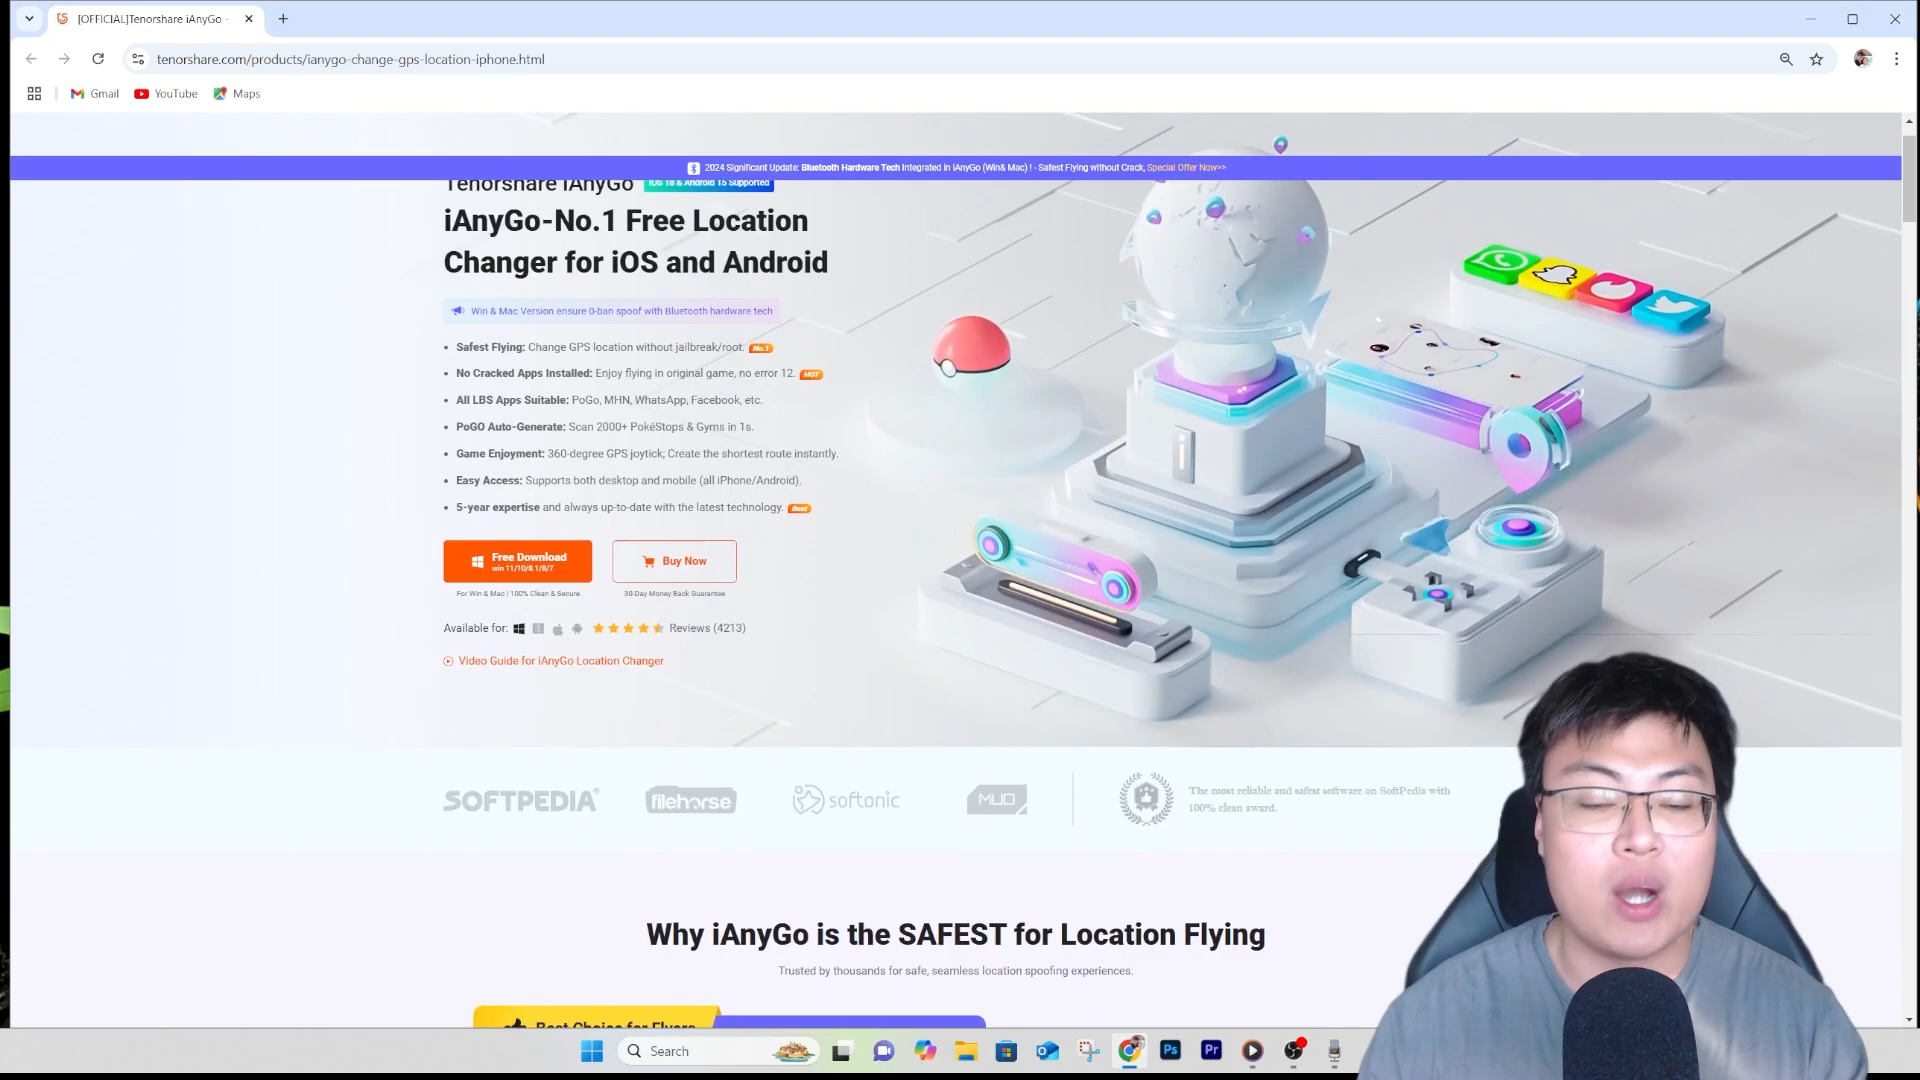 [OFFICIAL]Tenorshare iAnyGo -
tenorshare.com/products/ianygo-change-gps-location-iphone.html
Gmail
YouTube
Maps
2024 Significant Update: Bluetooth Hardware Tech Integrated in iAnyGo (Win& Mac) ! - Safest Flying without Crack, Special Offer Now>>
Tenorshare iAnyGo
iOS 18 & Android 15 Supported
iAnyGo-No.1 Free Location
Changer for iOS and Android
Win & Mac Version ensure 0-ban spoof with Bluetooth hardware tech
Safest Flying: Change GPS location without jailbreak/root. No.1
No Cracked Apps Installed: Enjoy flying in original game, no error 12. HOT
All LBS Apps Suitable: PoGo, MHN, WhatsApp, Facebook, etc.
PoGO Auto-Generate: Scan 2000+ PokéStops & Gyms in 1s.
Game Enjoyment: 360-degree GPS joytick; Create the shortest route instantly.
Easy Access: Supports both desktop and mobile (all iPhone/Android).
5-year expertise and always up-to-date with the latest technology. Best
Free Download
win 11/10/8.1/8/7
Buy Now
For Win & Mac | 100% Clean & Secure
30-Day Money Back Guarantee
Available for:
Reviews (4213)
Video Guide for iAnyGo Location Changer
SOFTPEDIA
filehorse
softonic
MUO
The most reliable and safest software on SoftPedia with
100% clean award.
Why iAnyGo is the SAFEST for Location Flying
Trusted by thousands for safe, seamless location spoofing experiences.
Best Choice for Flyers
Search
Ps
Pr